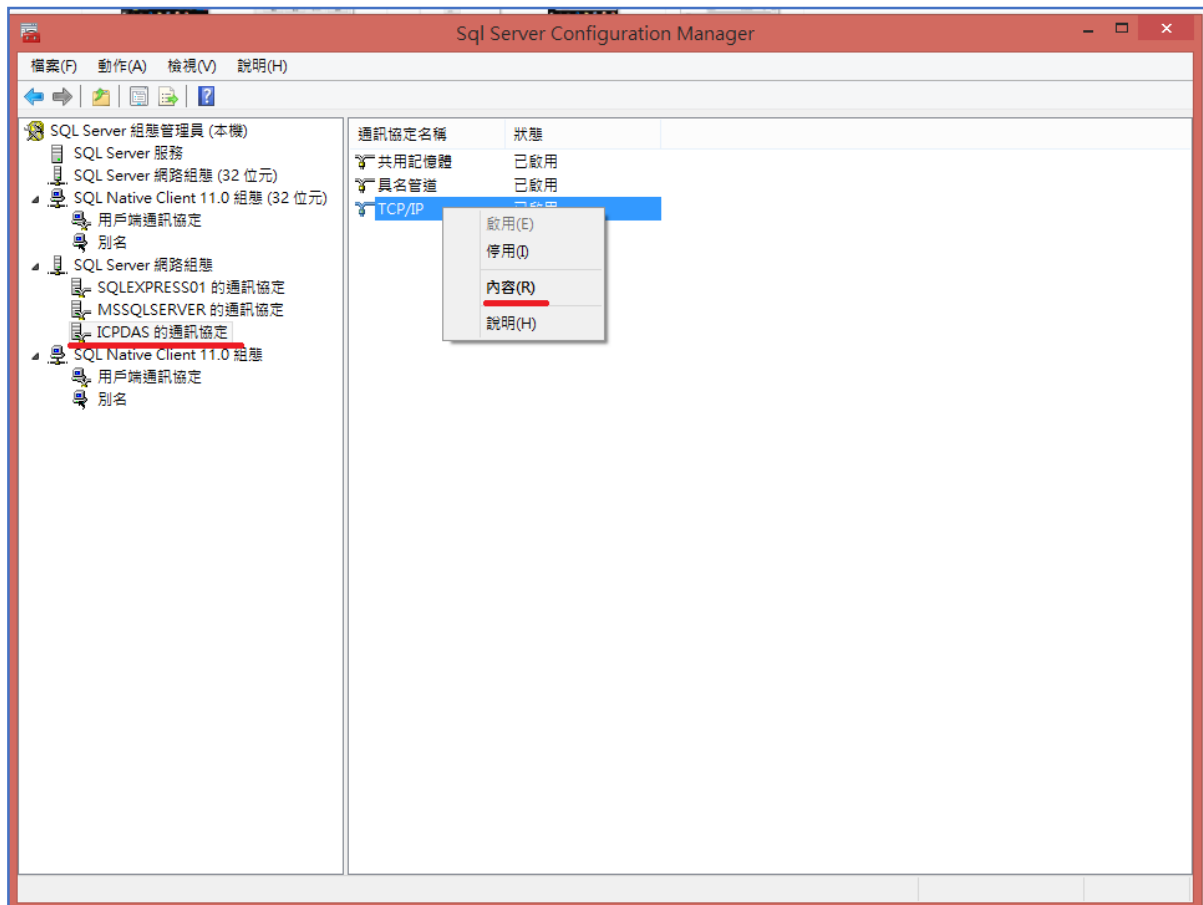 Sql Server Configuration Manager
檔案(F) 動作(A) 檢視(V) 說明(H)
SQL Server 組態管理員 (本機)
SQL Server 服務
SQL Server 網路組態 (32 位元)
SQL Native Client 11.0 組態 (32 位元)
用戶端通訊協定
別名
SQL Server 網路組態
SQLEXPRESS01 的通訊協定
MSSQLSERVER 的通訊協定
ICPDAS 的通訊協定
SQL Native Client 11.0 組態
用戶端通訊協定
別名
通訊協定名稱 狀態
共用記憶體 已啟用
具名管道 已啟用
TCP/IP 已啟用
啟用(E)
停用(I)
內容(R)
說明(H)